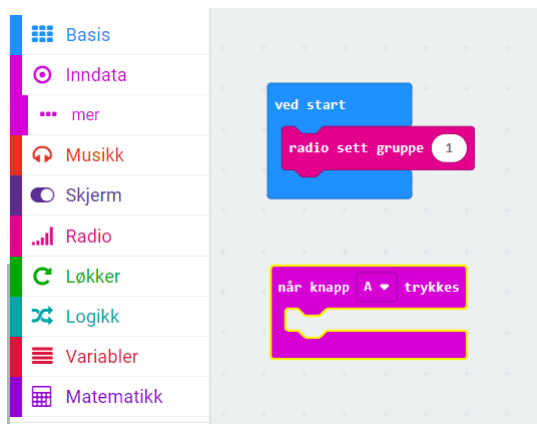 Basis
Inndata
mer
Musikk
Skjerm
Radio
Løkker
Logikk
Variabler
Matematikk
ved start
radio sett gruppe 1
når knapp A trykkes